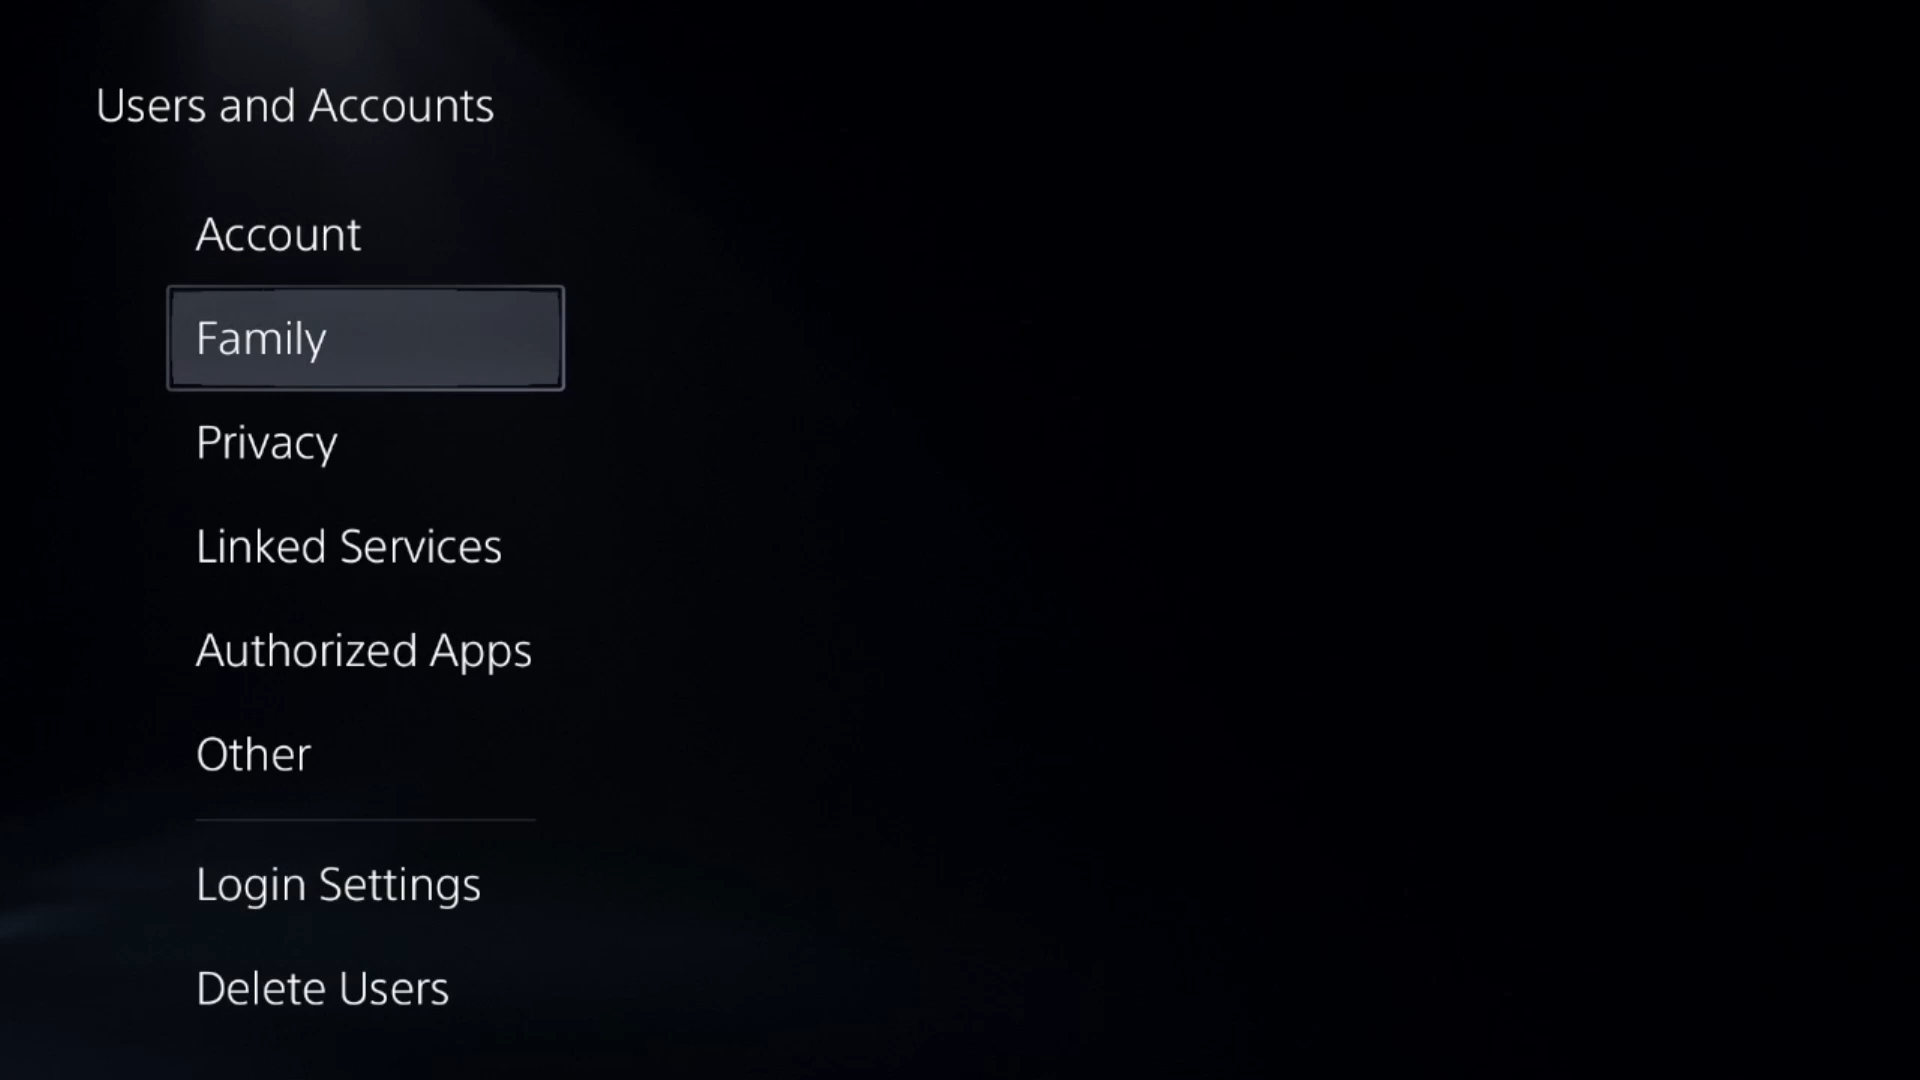 Users and Accounts
Account
Family
Privacy
Linked Services
Authorized Apps
Other
Login Settings
Delete Users